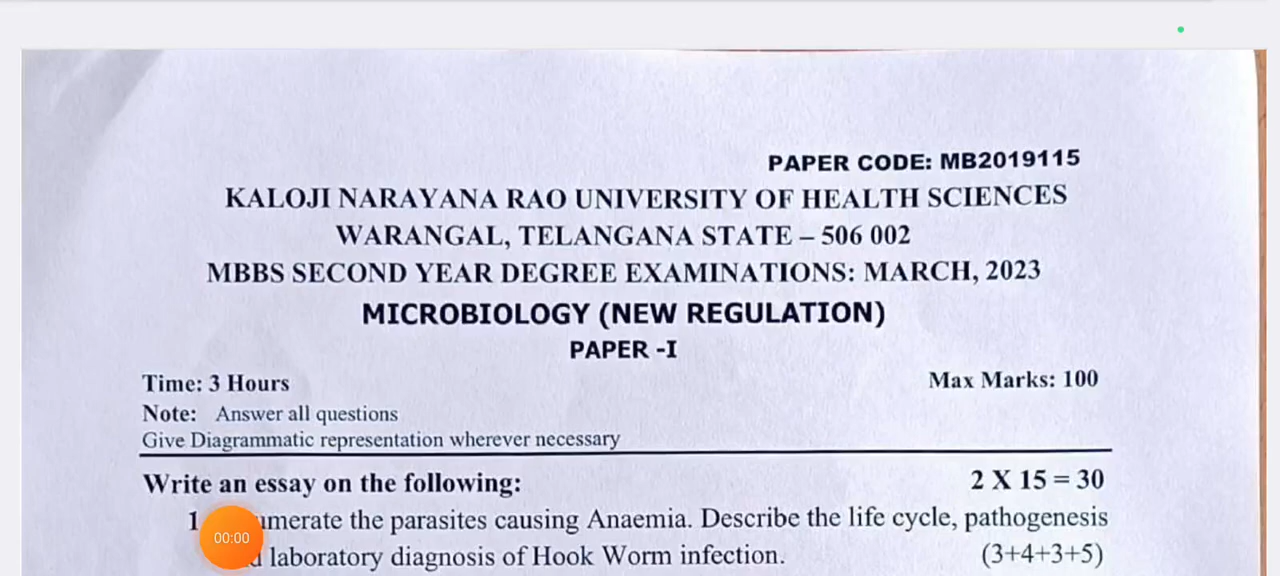 PAPER CODE: MB2019115
KALOJI NARAYANA RAO UNIVERSITY OF HEALTH SCIENCES
WARANGAL, TELANGANA STATE – 506 002
MBBS SECOND YEAR DEGREE EXAMINATIONS: MARCH, 2023
MICROBIOLOGY (NEW REGULATION)
PAPER -I
Time: 3 Hours Max Marks: 100
Note: Answer all questions
Give Diagrammatic representation wherever necessary
Write an essay on the following: 2 X 15 = 30
1 the parasites causing Anaemia. Describe the life cycle, pathogenesis
00:00
laboratory diagnosis of Hook Worm infection. (3+4+3+5)